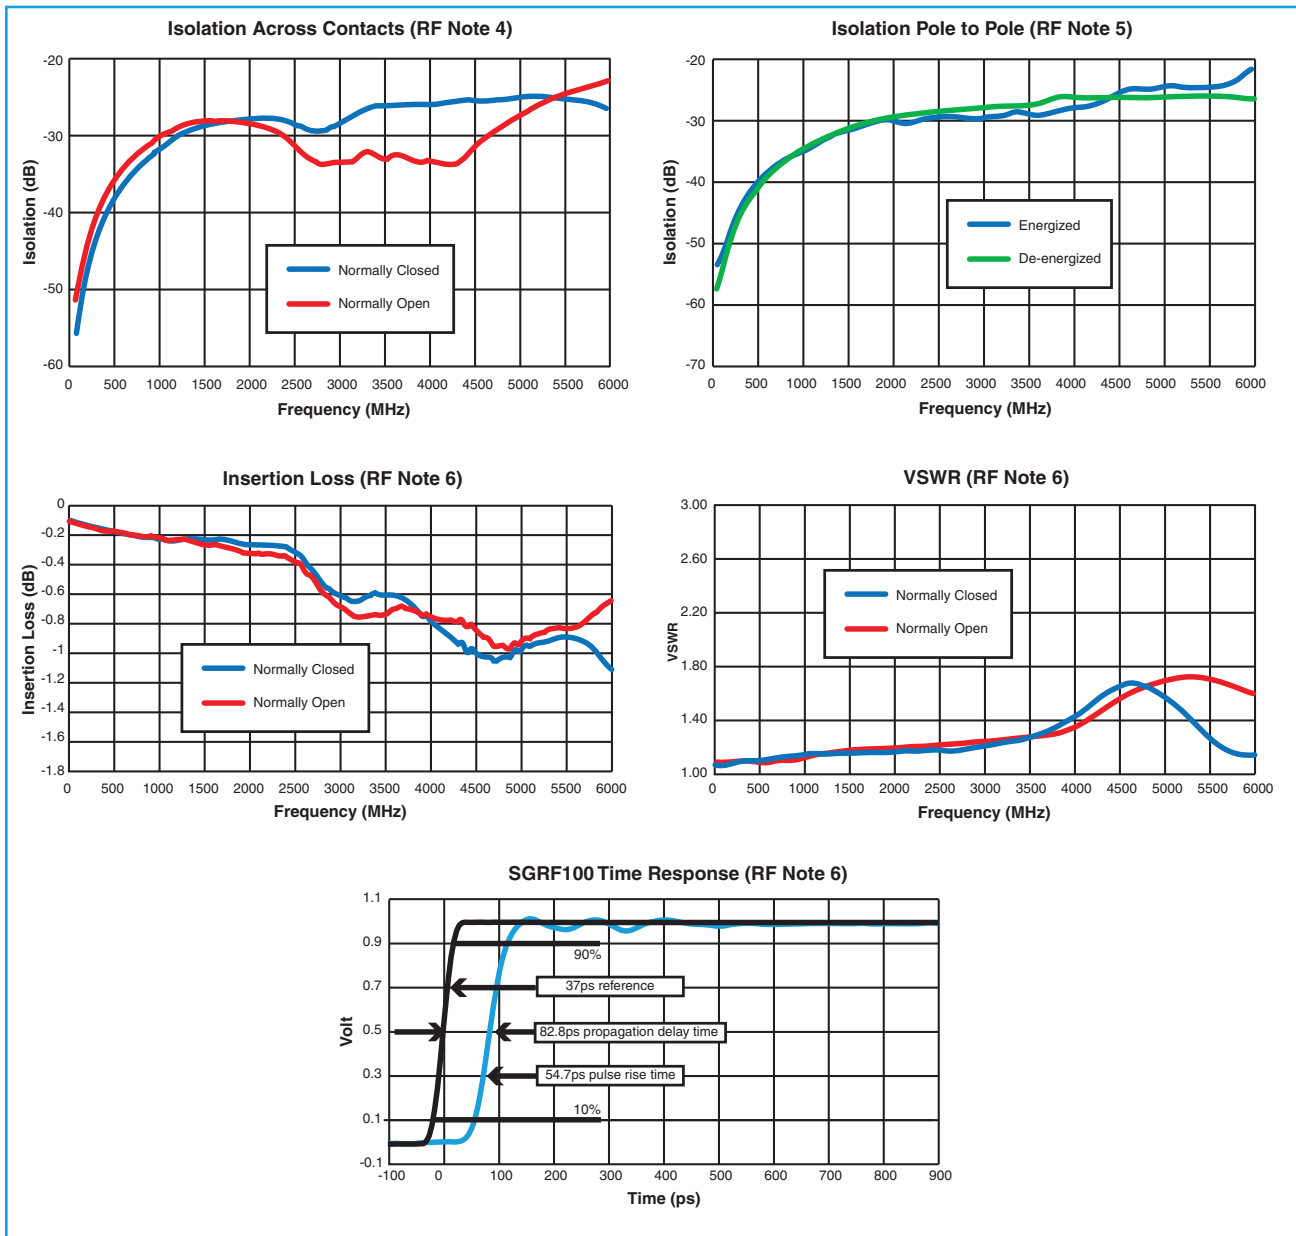 Isolation Across Contacts (RF Note 4)
Isolation (dB)
-20
-30
-40
-50
-60
Normally Closed
Normally Open
0 500 1000 1500 2000 2500 3000 3500 4000 4500 5000 5500 6000
Frequency (MHz)
Isolation Pole to Pole (RF Note 5)
Isolation (dB)
-20
-30
-40
-50
-60
-70
Energized
De-energized
0 500 1000 1500 2000 2500 3000 3500 4000 4500 5000 5500 6000
Frequency (MHz)
Insertion Loss (RF Note 6)
Insertion Loss (dB)
0
-0.2
-0.4
-0.6
-0.8
-1
-1.2
-1.4
-1.6
-1.8
Normally Closed
Normally Open
0 500 1000 1500 2000 2500 3000 3500 4000 4500 5000 5500 6000
Frequency (MHz)
VSWR (RF Note 6)
VSWR
3.00
2.60
2.20
1.80
1.40
1.00
Normally Closed
Normally Open
0 500 1000 1500 2000 2500 3000 3500 4000 4500 5000 5500 6000
Frequency (MHz)
SGRF100 Time Response (RF Note 6)
Volt
1.1
0.9
0.7
0.5
0.3
0.1
-0.1
90%
37ps reference
82.8ps propagation delay time
54.7ps pulse rise time
10%
-100 0 100 200 300 400 500 600 700 800 900
Time (ps)